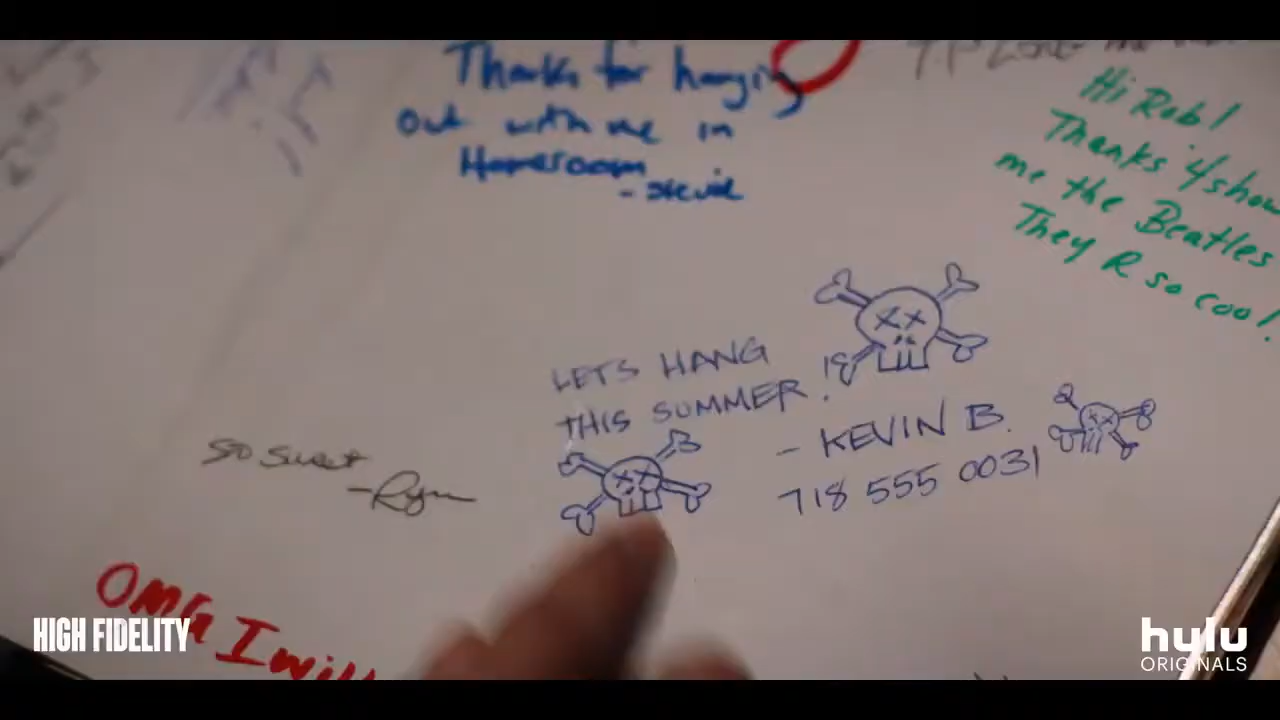 Thanks for hanging
out with me in
Homeroom
- Stevie
Hi Rob!
Thanks 4 show
me the Beatles
They R so cool!
LETS HANG
THIS SUMMER!
- KEVIN B.
718 555 0031
so sweet
- Ryan
OMG I will
HIGH FIDELITY
hulu
ORIGINALS